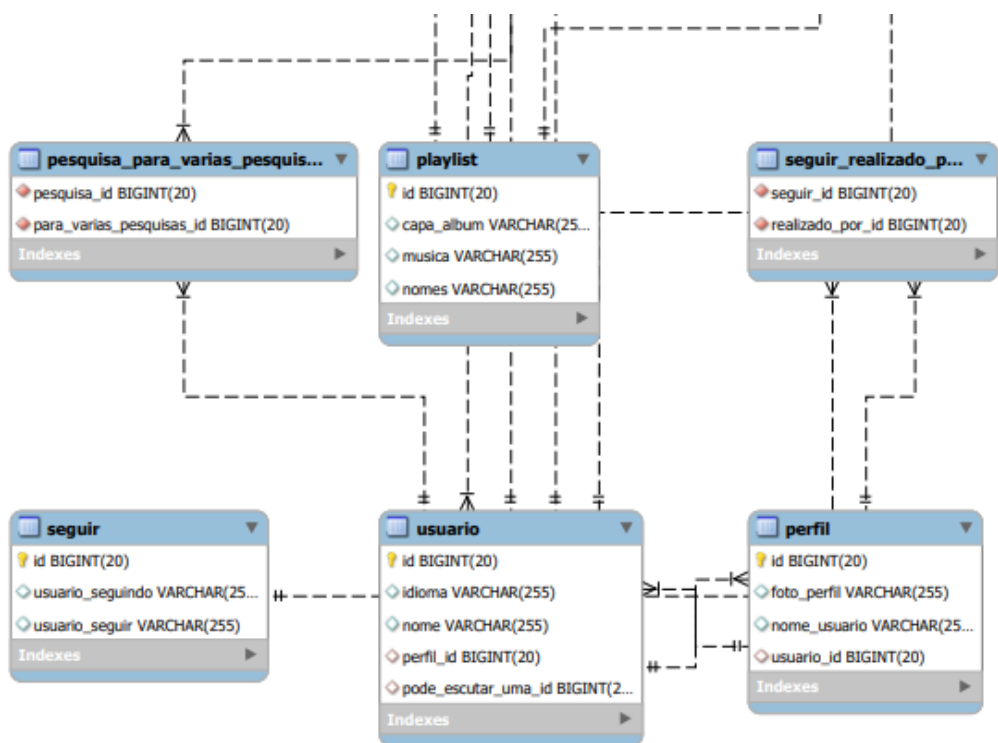 pesquisa_para_varias_pesquis...
pesquisa_id BIGINT(20)
para_varias_pesquisas_id BIGINT(20)
Indexes
playlist
id BIGINT(20)
capa_album VARCHAR(25...
musica VARCHAR(255)
nomes VARCHAR(255)
Indexes
seguir_realizado_p...
seguir_id BIGINT(20)
realizado_por_id BIGINT(20)
Indexes
seguir
id BIGINT(20)
usuario_seguindo VARCHAR(25...
usuario_seguir VARCHAR(255)
Indexes
usuario
id BIGINT(20)
idioma VARCHAR(255)
nome VARCHAR(255)
perfil_id BIGINT(20)
pode_escutar_uma_id BIGINT(2...
Indexes
perfil
id BIGINT(20)
foto_perfil VARCHAR(255)
nome_usuario VARCHAR(25...
usuario_id BIGINT(20)
Indexes